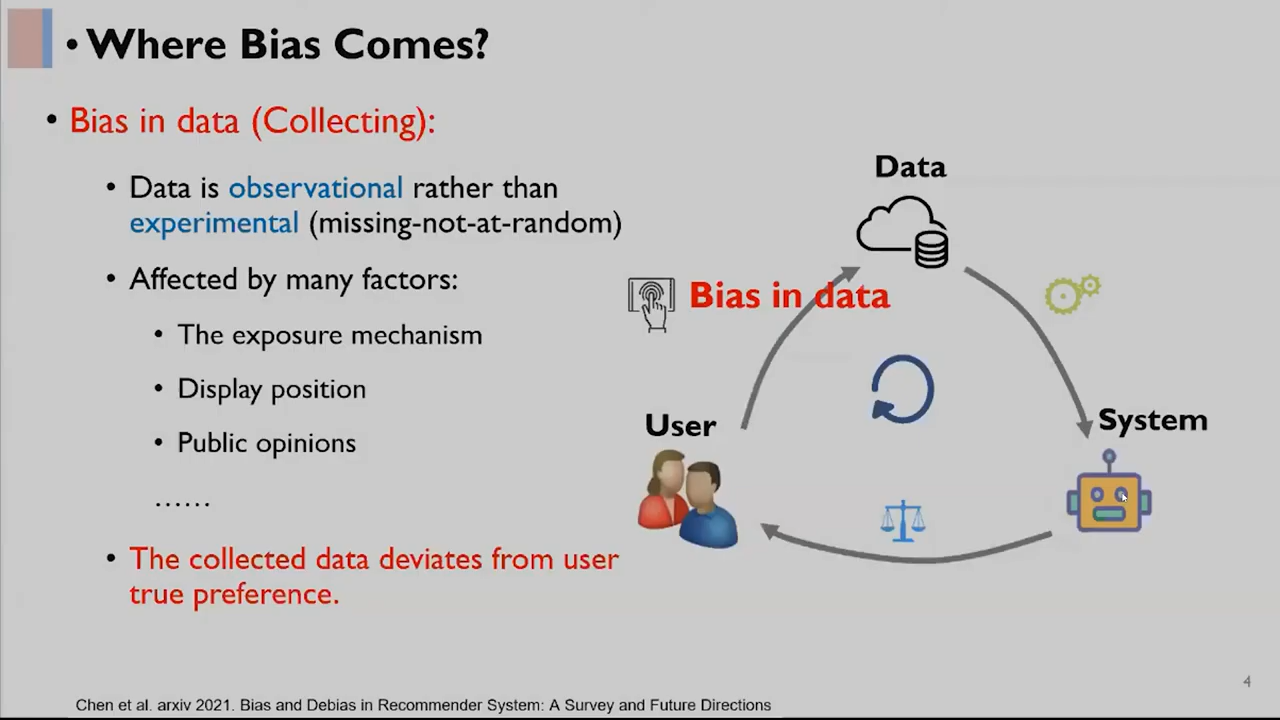 • Where Bias Comes?
• Bias in data (Collecting):
• Data is observational rather than
experimental (missing-not-at-random)
• Affected by many factors:
• The exposure mechanism
• Display position
• Public opinions
……
• The collected data deviates from user
true preference.
Data
Bias in data
User
System
4
Chen et al. arxiv 2021. Bias and Debias in Recommender System: A Survey and Future Directions